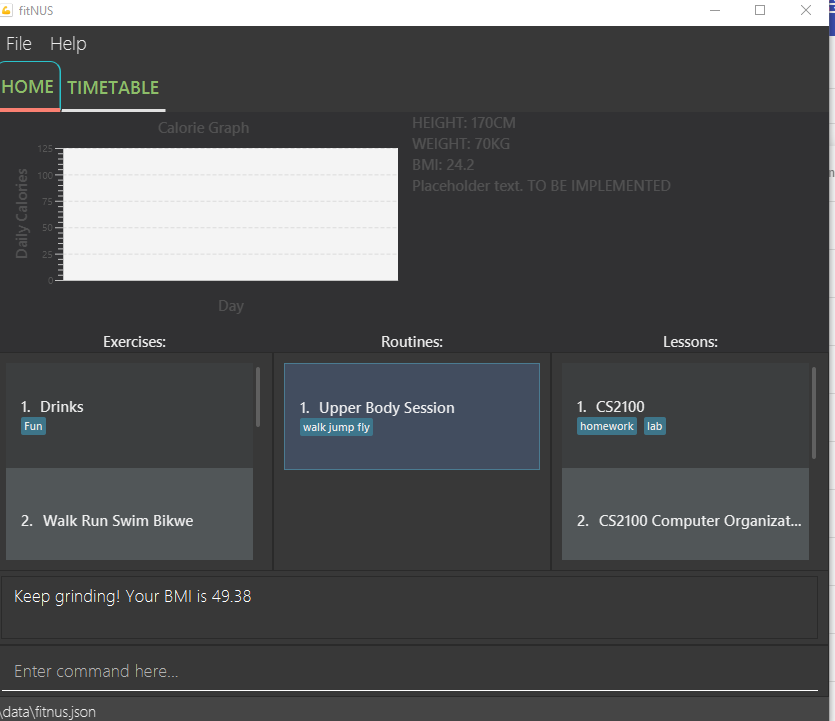 fitNUS
File Help
HOME TIMETABLE
Calorie Graph
Daily Calories
125
100
75
50
25
0
Day
HEIGHT: 170CM
WEIGHT: 70KG
BMI: 24.2
Placeholder text. TO BE IMPLEMENTED
Exercises:
1. Drinks
Fun
2. Walk Run Swim Bikwe
Routines:
1. Upper Body Session
walk jump fly
Lessons:
1. CS2100
homework lab
2. CS2100 Computer Organizat...
Keep grinding! Your BMI is 49.38
Enter command here...
\data\fitnus.json